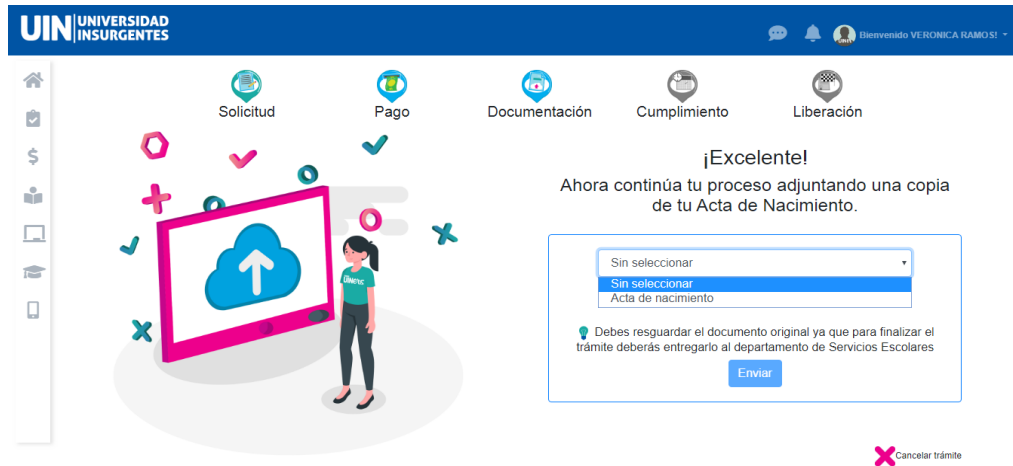 UIN UNIVERSIDAD
INSURGENTES
Bienvenido VERONICA RAMOS!
Solicitud
Pago
Documentación
Cumplimiento
Liberación
¡Excelente!
Ahora continúa tu proceso adjuntando una copia
de tu Acta de Nacimiento.
Sin seleccionar
Sin seleccionar
Acta de nacimiento
Debes resguardar el documento original ya que para finalizar el
trámite deberás entregarlo al departamento de Servicios Escolares
Enviar
Cancelar trámite